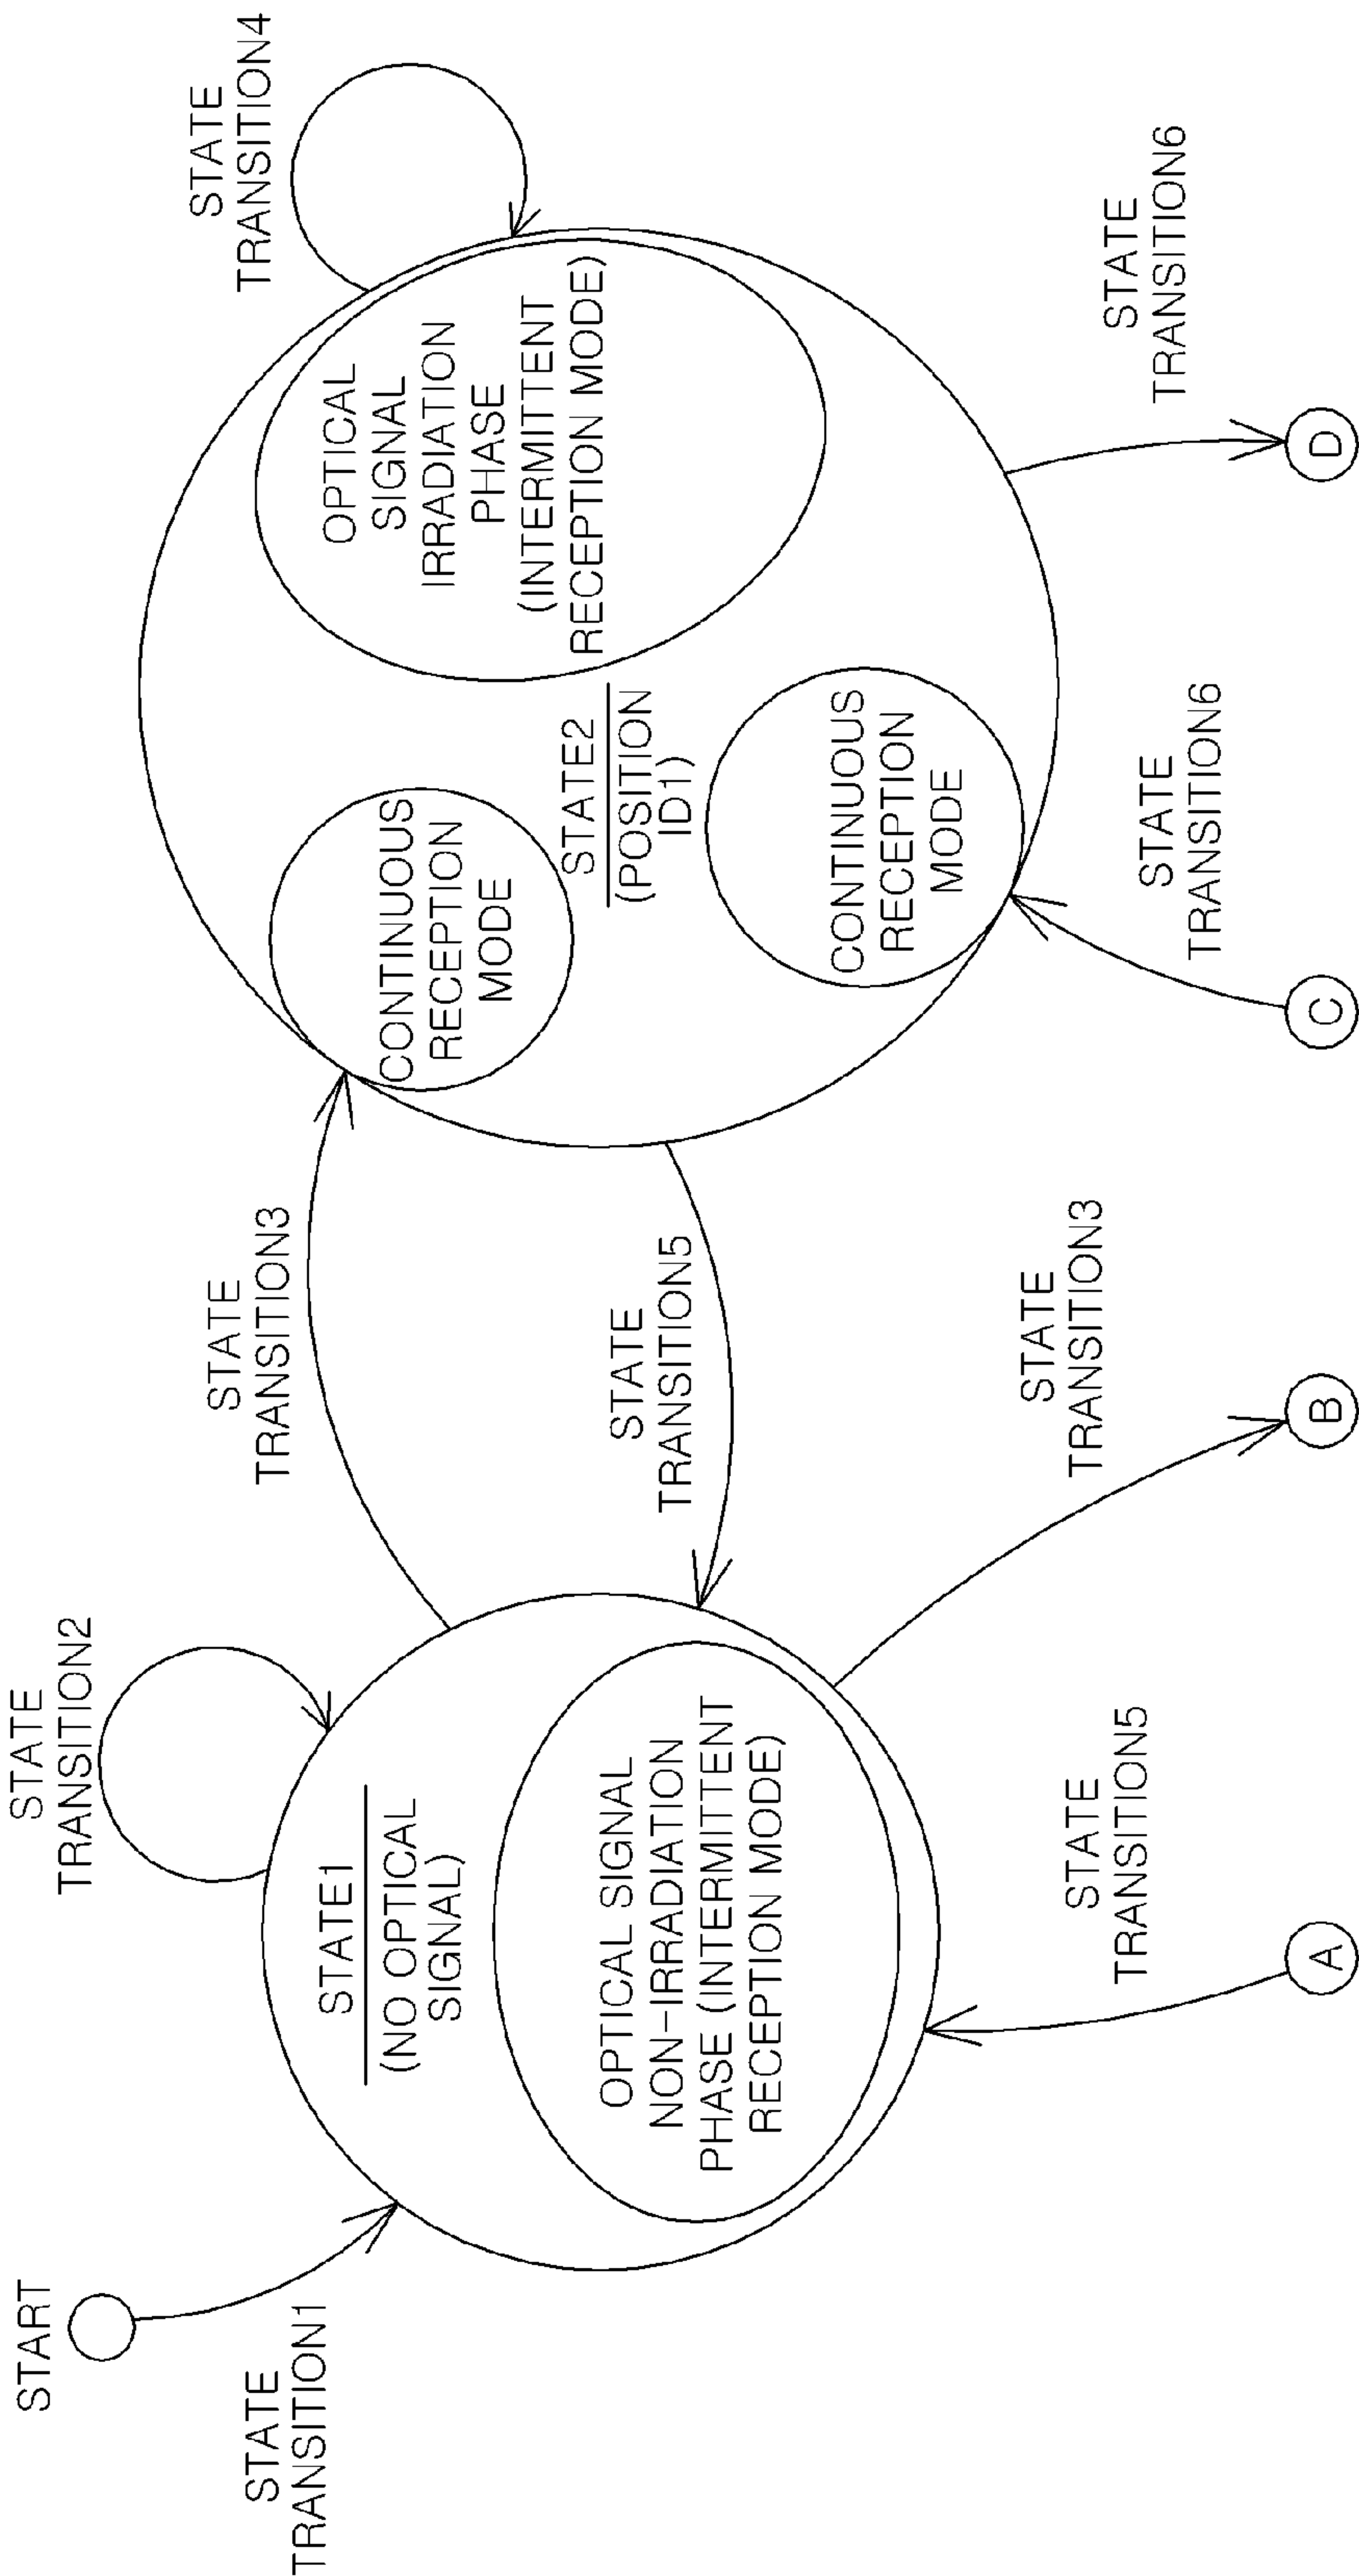 START
STATE
TRANSITION1
STATE
TRANSITION2
STATE1
(NO OPTICAL
SIGNAL)
OPTICAL SIGNAL
NON-IRRADIATION
PHASE (INTERMITTENT
RECEPTION MODE)
STATE
TRANSITION3
STATE
TRANSITION5
STATE
TRANSITION4
CONTINUOUS
RECEPTION
MODE
OPTICAL
SIGNAL
IRRADIATION
PHASE
(INTERMITTENT
RECEPTION MODE)
STATE2
(POSITION
ID1)
CONTINUOUS
RECEPTION
MODE
STATE
TRANSITION5
STATE
TRANSITION3
STATE
TRANSITION6
STATE
TRANSITION6
A
B
C
D